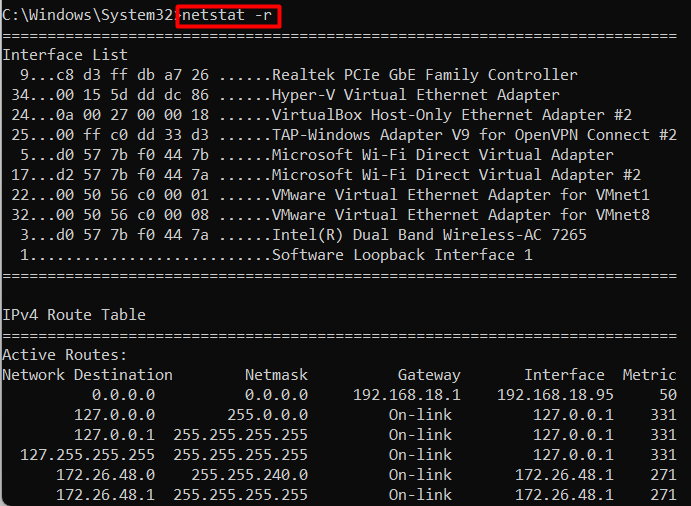 C:\Windows\System32>netstat -r
===========================================================================
Interface List
  9...c8 d3 ff db a7 26 ......Realtek PCIe GbE Family Controller
 34...00 15 5d dd dc 86 ......Hyper-V Virtual Ethernet Adapter
 24...0a 00 27 00 00 18 ......VirtualBox Host-Only Ethernet Adapter #2
 25...00 ff c0 dd 33 d3 ......TAP-Windows Adapter V9 for OpenVPN Connect #2
  5...d0 57 7b f0 44 7b ......Microsoft Wi-Fi Direct Virtual Adapter
 17...d2 57 7b f0 44 7a ......Microsoft Wi-Fi Direct Virtual Adapter #2
 22...00 50 56 c0 00 01 ......VMware Virtual Ethernet Adapter for VMnet1
 32...00 50 56 c0 00 08 ......VMware Virtual Ethernet Adapter for VMnet8
  3...d0 57 7b f0 44 7a ......Intel(R) Dual Band Wireless-AC 7265
  1...........................Software Loopback Interface 1
===========================================================================
IPv4 Route Table
===========================================================================
Active Routes:
Network Destination        Netmask          Gateway       Interface  Metric
          0.0.0.0          0.0.0.0     192.168.18.1    192.168.18.95     50
        127.0.0.0        255.0.0.0         On-link         127.0.0.1    331
        127.0.0.1  255.255.255.255         On-link         127.0.0.1    331
  127.255.255.255  255.255.255.255         On-link         127.0.0.1    331
      172.26.48.0    255.255.240.0         On-link       172.26.48.1    271
      172.26.48.1  255.255.255.255         On-link       172.26.48.1    271